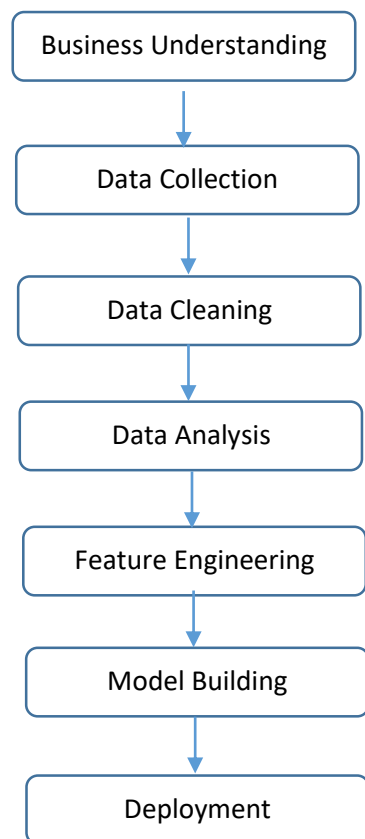 Business Understanding
Data Collection
Data Cleaning
Data Analysis
Feature Engineering
Model Building
Deployment